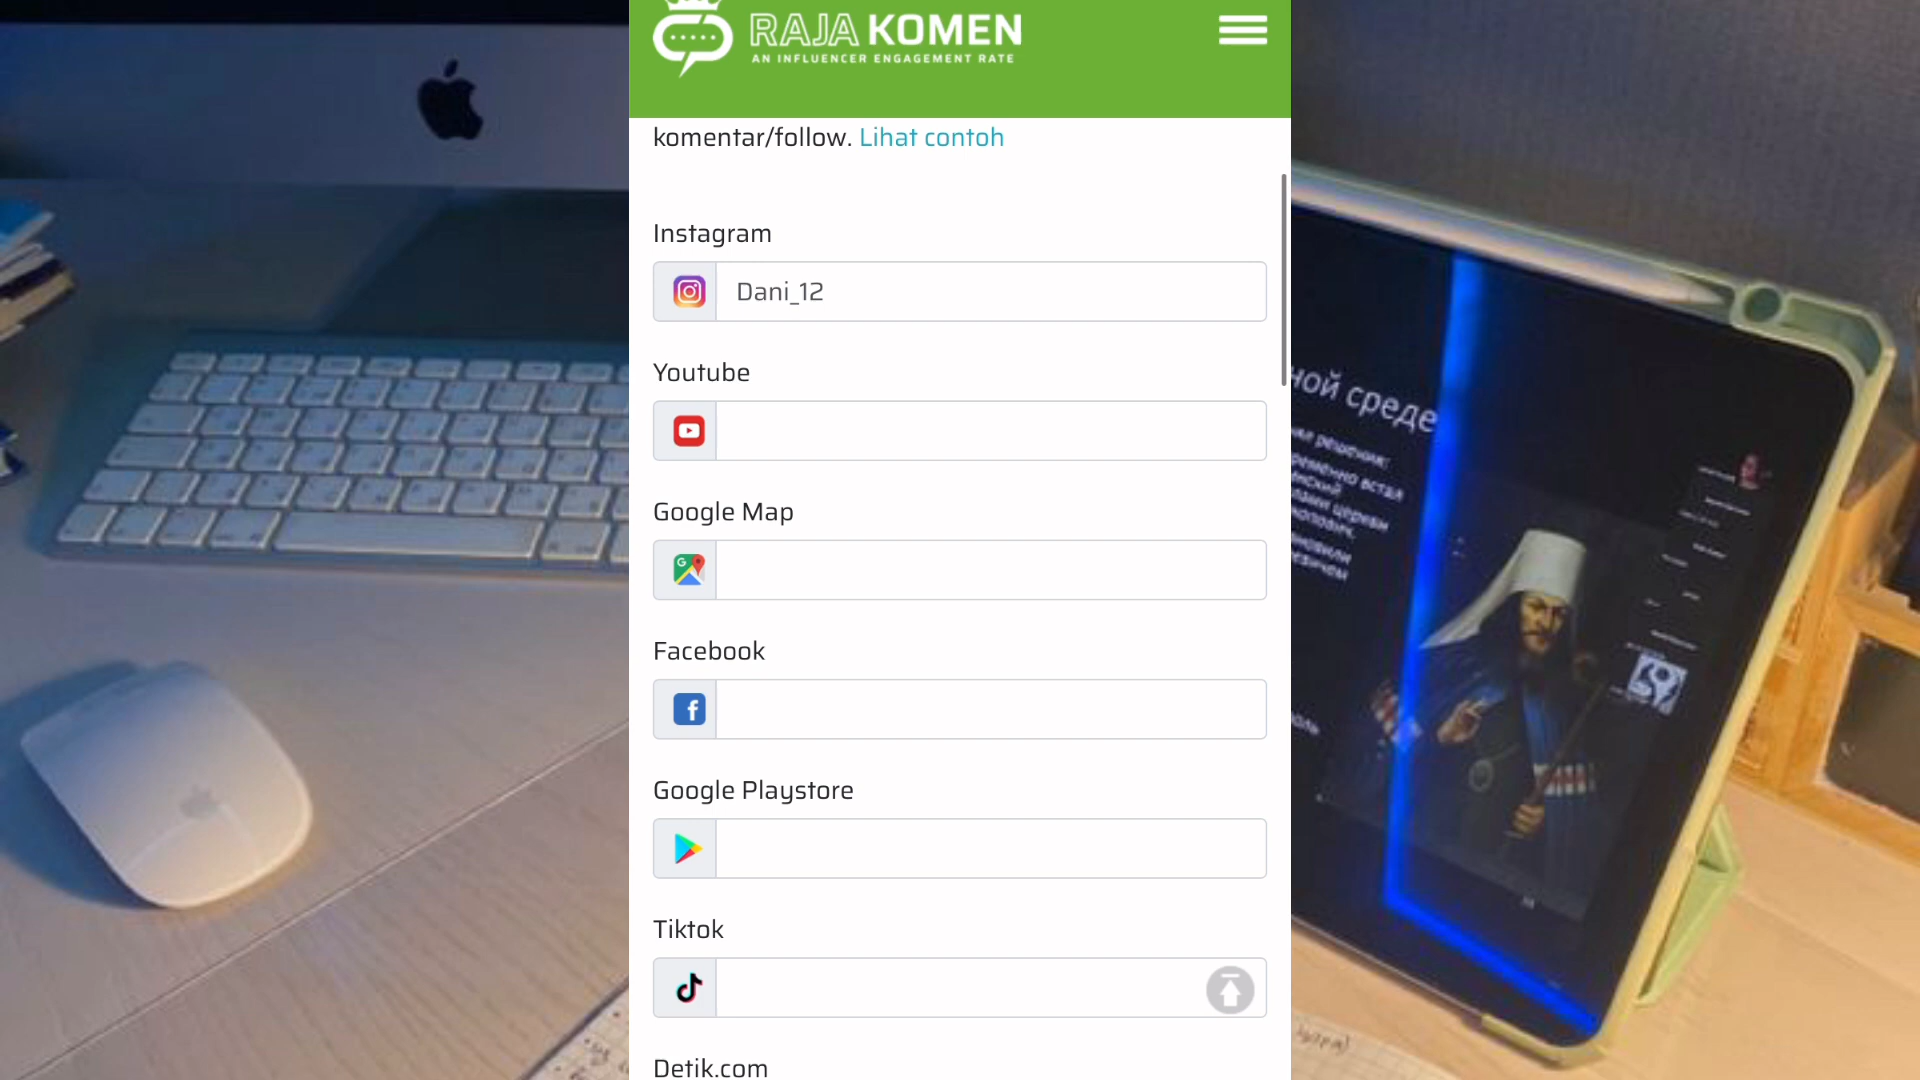 RAJA KOMEN
AN INFLUENCER ENGAGEMENT RATE
komentar/follow. Lihat contoh
Instagram
Dani_12
Youtube
Google Map
Facebook
Google Playstore
Tiktok
Detik.com
ной среде